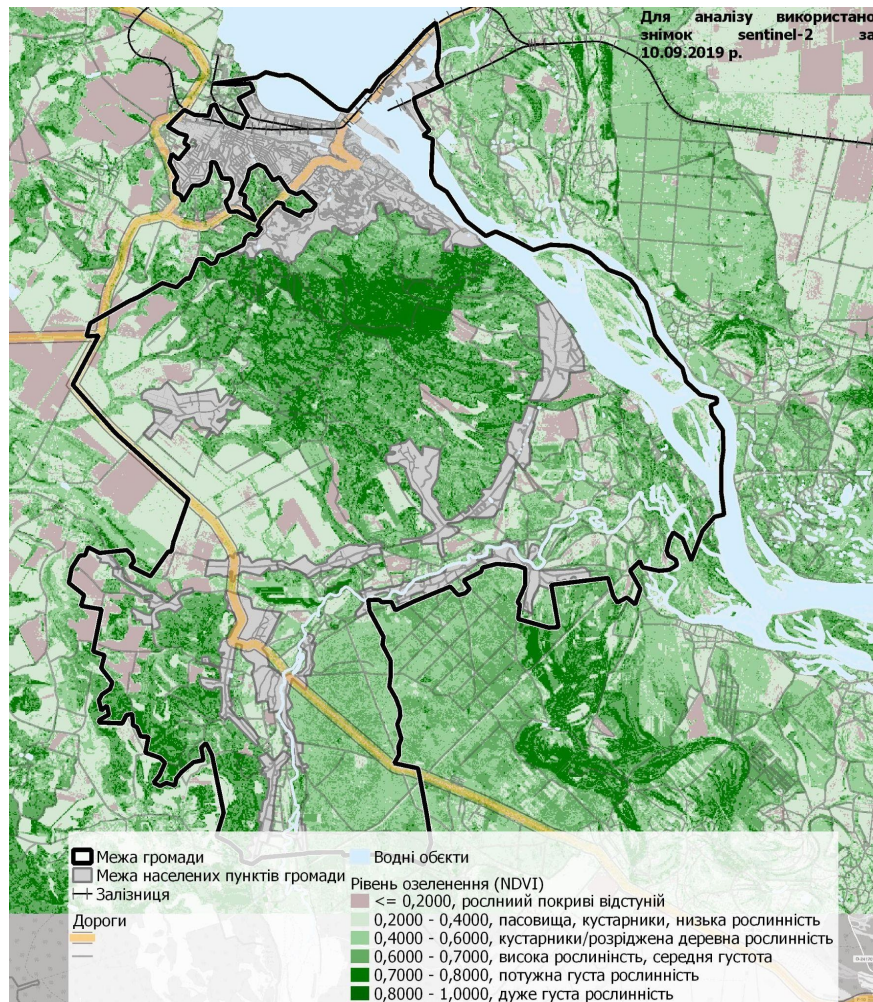 Для аналізу використано
знімок sentinel-2 за
10.09.2019 р.
Межа громади
Межа населених пунктів громади
Залізниця
Дороги
Водні обєкти
Рівень озеленення (NDVI)
<= 0,2000, рослниий покриві відстуній
0,2000 - 0,4000, пасовища, кустарники, низька рослинність
0,4000 - 0,6000, кустарники/розріджена деревна рослинність
0,6000 - 0,7000, висока рослиність, середня густота
0,7000 - 0,8000, потужна густа рослинність
0,8000 - 1,0000, дуже густа рослинність